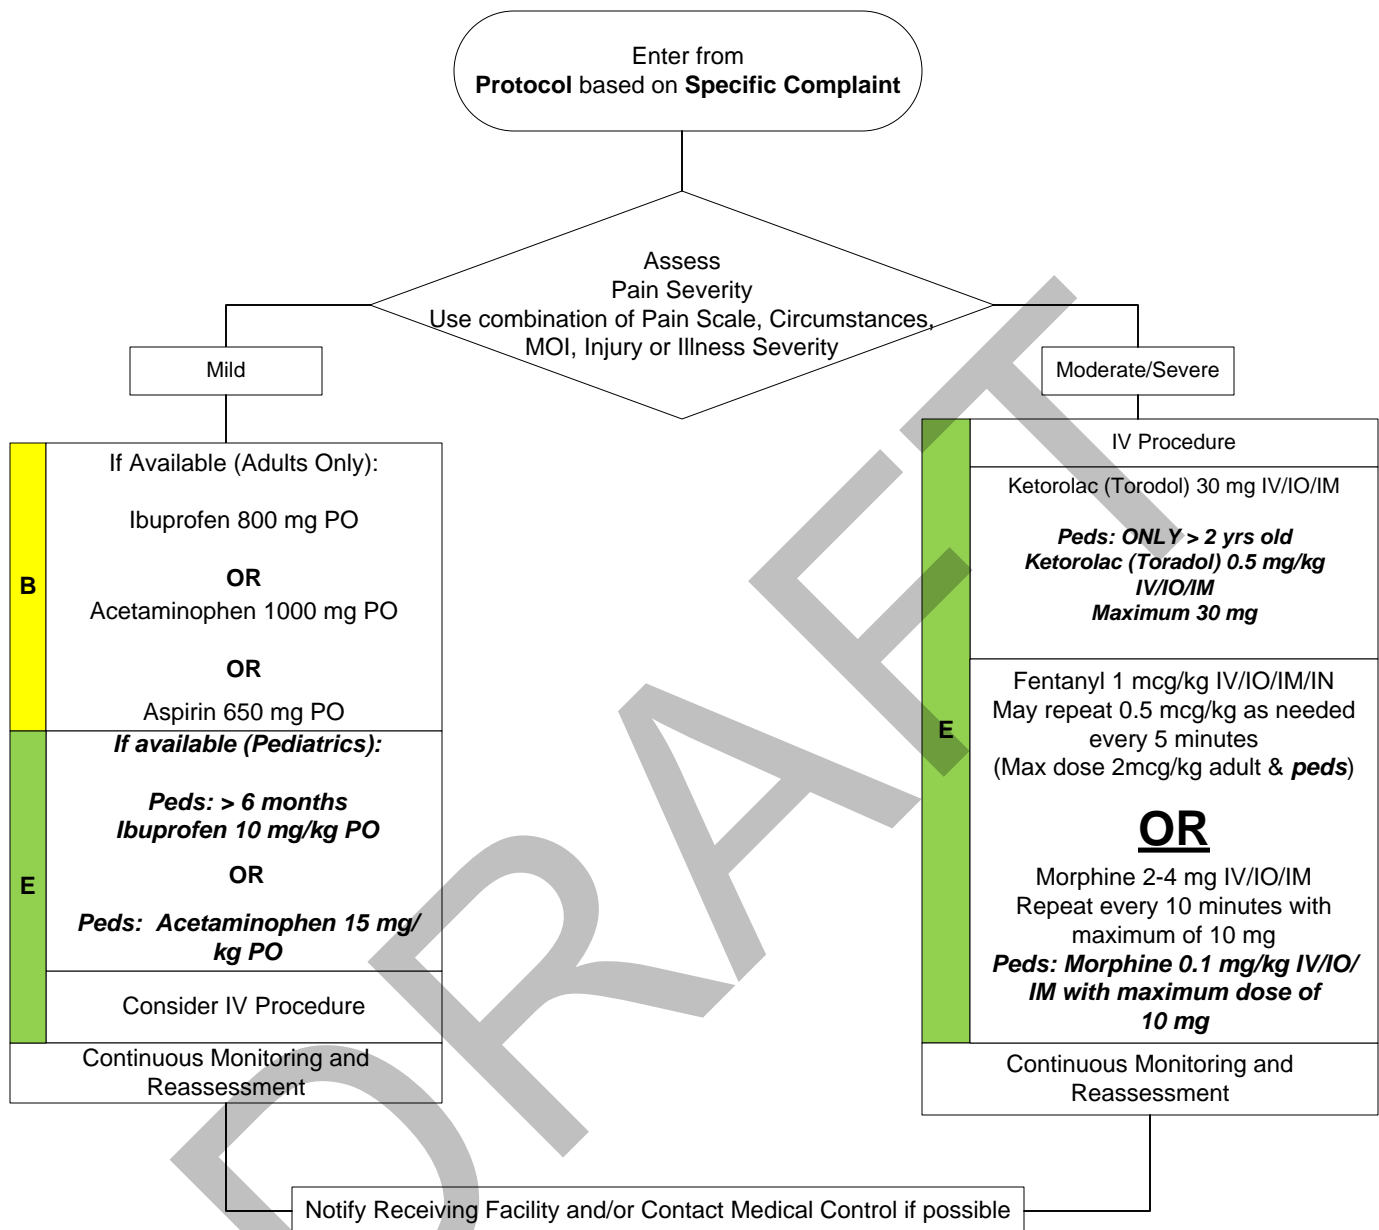 Enter from
Protocol based on Specific Complaint
Assess
Pain Severity
Use combination of Pain Scale, Circumstances,
MOI, Injury or Illness Severity
Mild
Moderate/Severe
B
If Available (Adults Only):
Ibuprofen 800 mg PO
OR
Acetaminophen 1000 mg PO
OR
Aspirin 650 mg PO
E
If available (Pediatrics):
Peds: > 6 months
Ibuprofen 10 mg/kg PO
OR
Peds: Acetaminophen 15 mg/
kg PO
Consider IV Procedure
Continuous Monitoring and
Reassessment
E
IV Procedure
Ketorolac (Torodol) 30 mg IV/IO/IM
Peds: ONLY > 2 yrs old
Ketorolac (Toradol) 0.5 mg/kg
IV/IO/IM
Maximum 30 mg
Fentanyl 1 mcg/kg IV/IO/IM/IN
May repeat 0.5 mcg/kg as needed
every 5 minutes
(Max dose 2mcg/kg adult & peds)
OR
Morphine 2-4 mg IV/IO/IM
Repeat every 10 minutes with
maximum of 10 mg
Peds: Morphine 0.1 mg/kg IV/IO/
IM with maximum dose of
10 mg
Continuous Monitoring and
Reassessment
Notify Receiving Facility and/or Contact Medical Control if possible
DRAFT